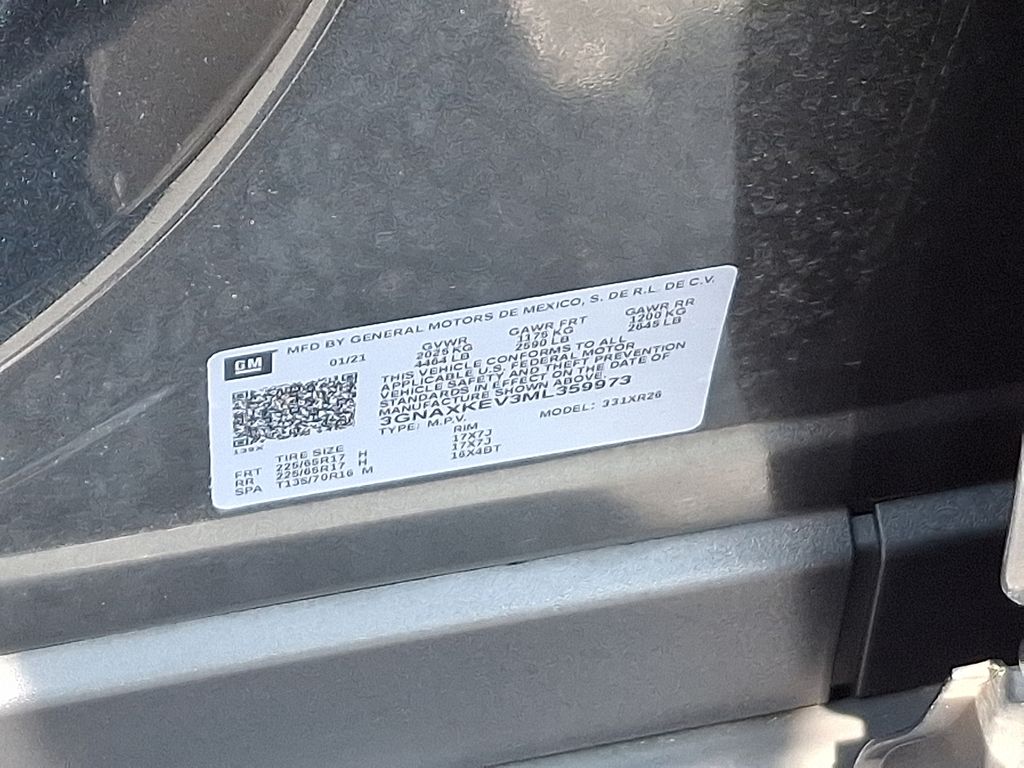 GM
MFD BY GENERAL MOTORS DE MEXICO, S. DE R.L. DE C.V.
01/21
GVWR GAWR FRT GAWR RR
2025 KG 1175 KG 1200 KG
4464 LB 2590 LB 2645 LB
THIS VEHICLE CONFORMS TO ALL
APPLICABLE U.S. FEDERAL MOTOR
VEHICLE SAFETY AND THEFT PREVENTION
STANDARDS IN EFFECT ON THE DATE OF
MANUFACTURE SHOWN ABOVE.
3GNAXKEV3ML359973
TYPE: M.P.V. MODEL: 331XR26
TIRE SIZE RIM
FRT 225/65R17 H 17X7J
RR 225/65R17 H 17X7J
SPA T135/70R16 M 16X4BT